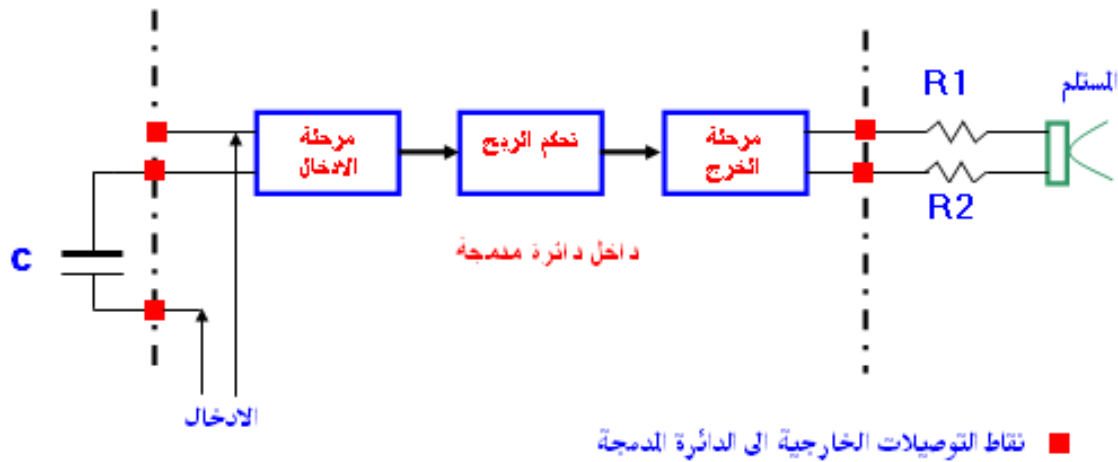 R1
المستلم
مرحلة
الادخال
تحكم الربح
مرحلة
الخرج
R2
داخل دائرة مدمجة
C
الادخال
نقاط التوصيلات الخارجية الى الدائرة المدمجة